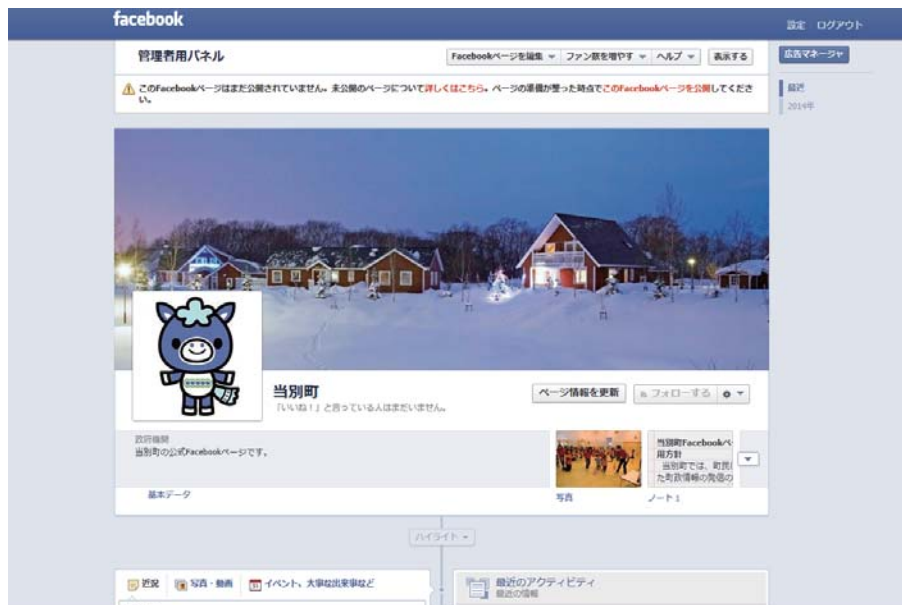 facebook
設定 ログアウト
管理者用パネル
Facebookページを編集 ファン数を増やす ヘルプ 表示する
広告マネージャ
このFacebookページはまだ公開されていません。未公開のページについて詳しくはこちら。ページの準備が整った時点でこのFacebookページを公開してくださ
い。
最近
2014年
当別町
「いいね！」と言っている人はまだいません。
ページ情報を更新
フォローする
政府機関
当別町の公式Facebookページです。
当別町Facebookペ
用方針
当別町では、町民
た町政情報の発信の
基本データ
写真
ノート 1
ハイライト
近況 写真・動画 31 イベント、大事な出来事など
最近のアクティビティ
最近の情報